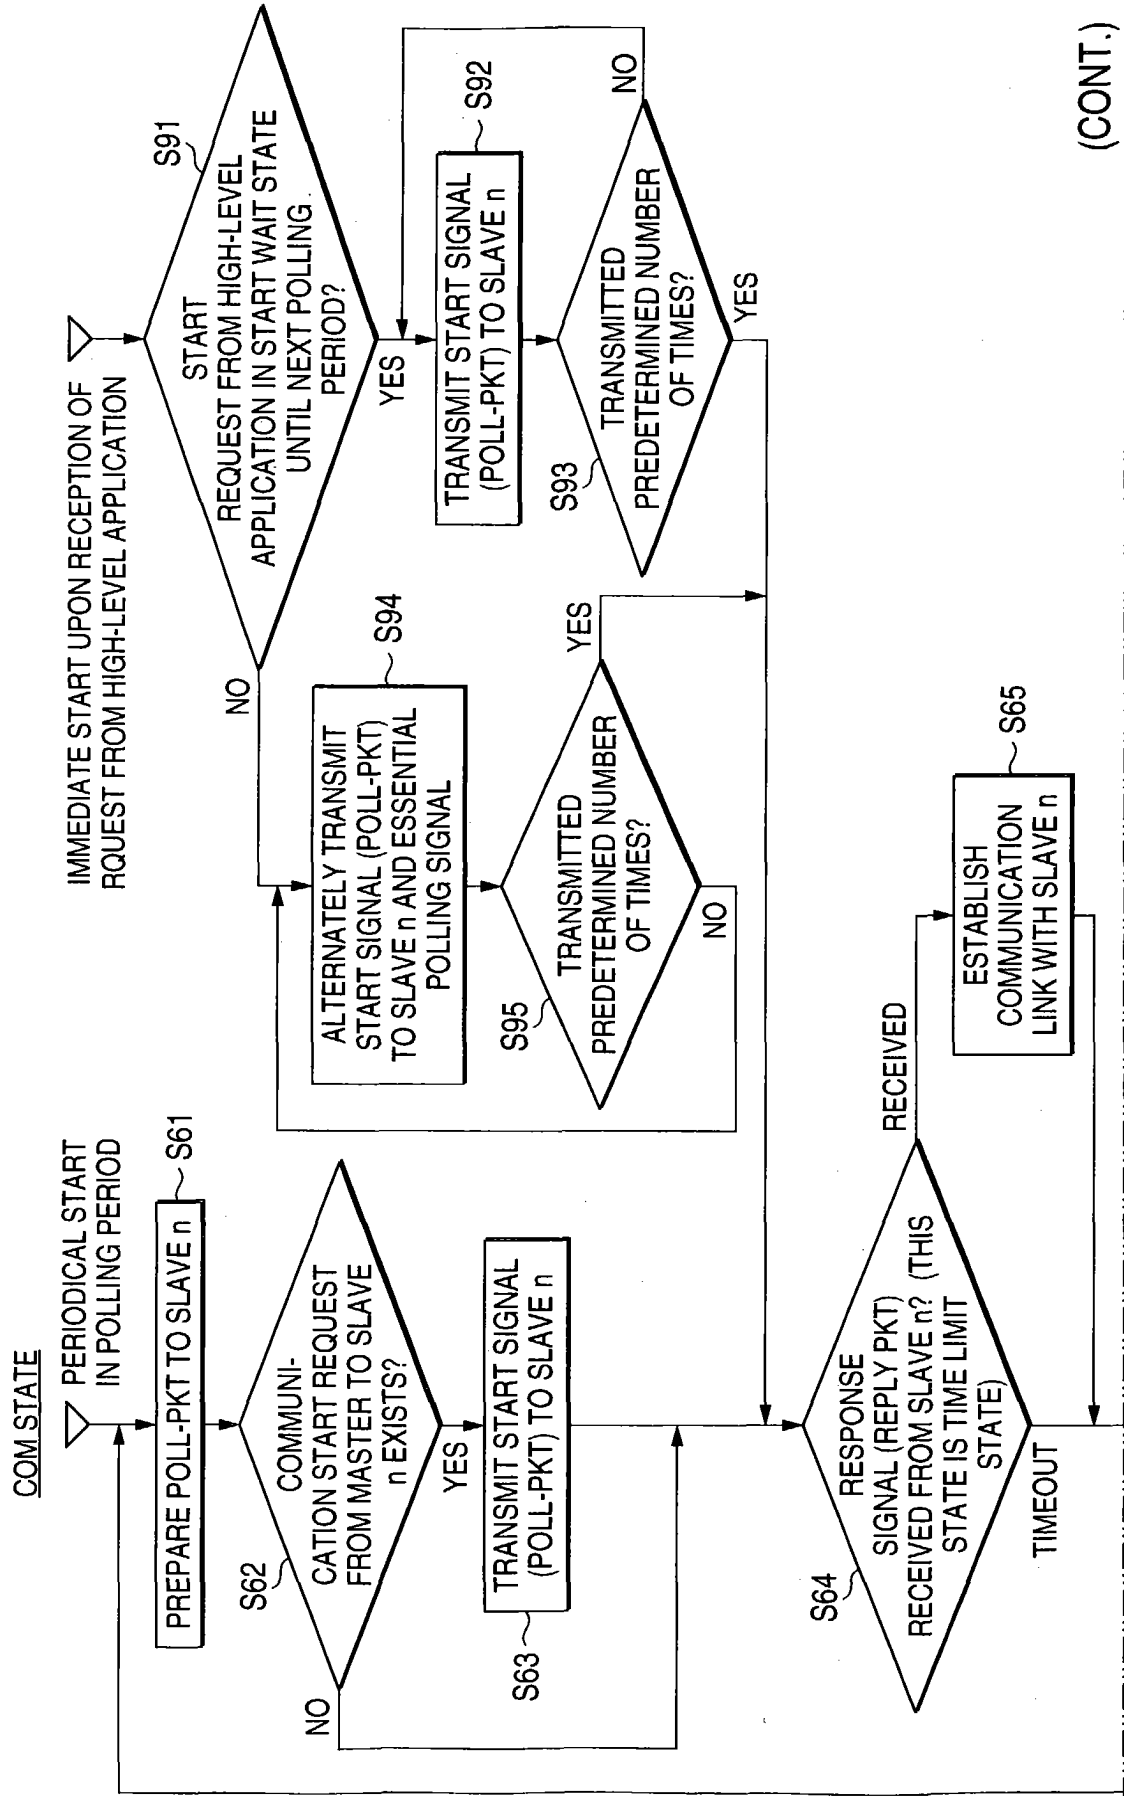 COM STATE
PERIODICAL START
IN POLLING PERIOD
PREPARE POLL-PKT TO SLAVE n
S61
COMMUNI-
CATION START REQUEST
FROM MASTER TO SLAVE
n EXISTS?
S62
NO
YES
TRANSMIT START SIGNAL
(POLL-PKT) TO SLAVE n
S63
RESPONSE
SIGNAL (REPLY PKT)
RECEIVED FROM SLAVE n? (THIS
STATE IS TIME LIMIT
STATE)
S64
RECEIVED
TIMEOUT
ESTABLISH
COMMUNICATION
LINK WITH SLAVE n
S65
IMMEDIATE START UPON RECEPTION OF
RQUEST FROM HIGH-LEVEL APPLICATION
START
REQUEST FROM HIGH-LEVEL
APPLICATION IN START WAIT STATE
UNTIL NEXT POLLING
PERIOD?
S91
NO
YES
ALTERNATELY TRANSMIT
START SIGNAL (POLL-PKT)
TO SLAVE n AND ESSENTIAL
POLLING SIGNAL
S94
TRANSMITTED
PREDETERMINED NUMBER
OF TIMES?
S95
YES
NO
TRANSMIT START SIGNAL
(POLL-PKT) TO SLAVE n
S92
TRANSMITTED
PREDETERMINED NUMBER
OF TIMES?
S93
NO
YES
(CONT.)